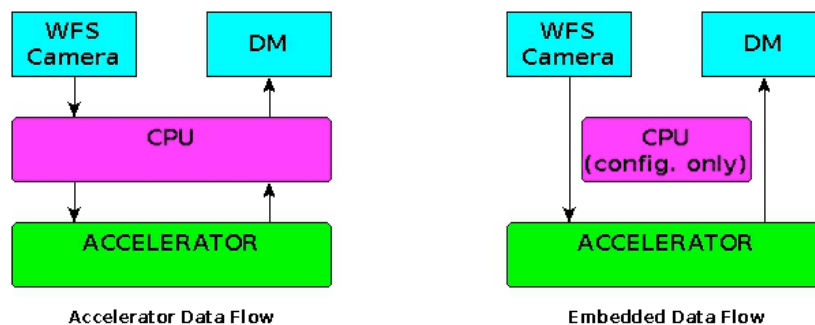 WFS
Camera
DM
CPU
ACCELERATOR
Accelerator Data Flow
WFS
Camera
DM
CPU
(config. only)
ACCELERATOR
Embedded Data Flow